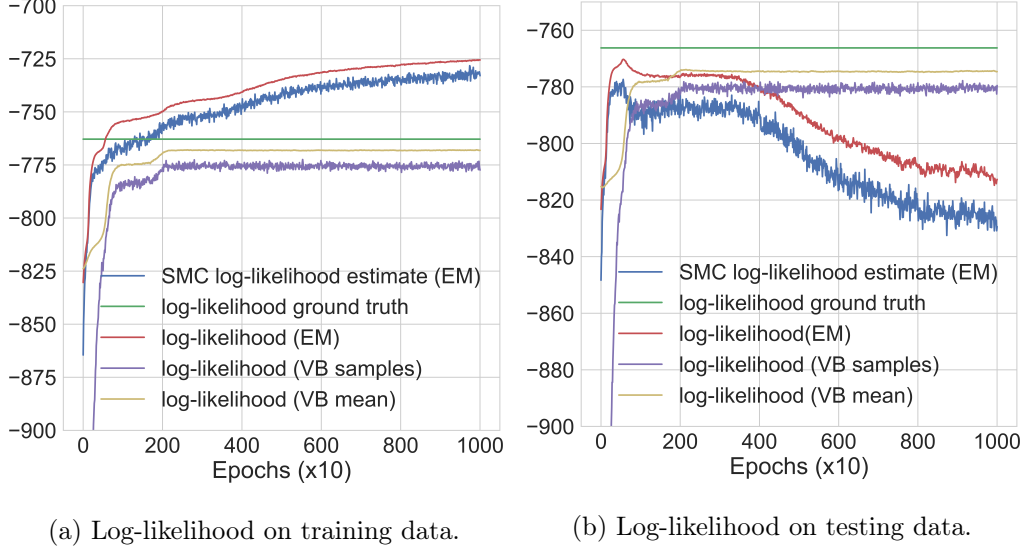 −700
−725
−750
−775
−800
−825
−850
−875
−900
SMC log-likelihood estimate (EM)
log-likelihood ground truth
log-likelihood (EM)
log-likelihood (VB samples)
log-likelihood (VB mean)
0 200 400 600 800 1000
Epochs (x10)
(a) Log-likelihood on training data.
−760
−780
−800
−820
−840
−860
−880
−900
SMC log-likelihood estimate (EM)
log-likelihood ground truth
log-likelihood(EM)
log-likelihood (VB samples)
log-likelihood (VB mean)
0 200 400 600 800 1000
Epochs (x10)
(b) Log-likelihood on testing data.